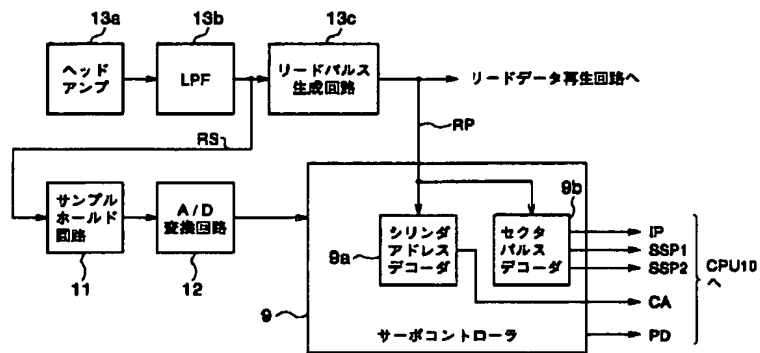 13a
13b
13c
ヘッド
アンプ
LPF
リードパルス
生成回路
リードデータ再生回路へ
RS
RP
サンプル
ホールド
回路
A/D
変換回路
11
12
9b
シリンダ
アドレス
デコーダ
セクタ
パルス
デコーダ
9a
IP
SSP1
SSP2
CPU10
へ
CA
9
サーボコントローラ
PD